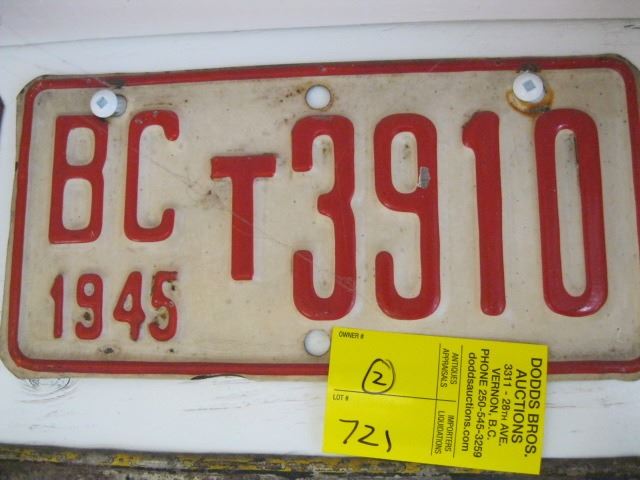 BC T3910
1945
OWNER #
2
LOT #
721
ANTIQUES
APPRAISALS
IMPORTERS
LIQUIDATIONS
DODDS BROS.
AUCTIONS
3311 - 28TH AVE.
VERNON, B.C.
PHONE 250-545-3259
doddsauctions.com